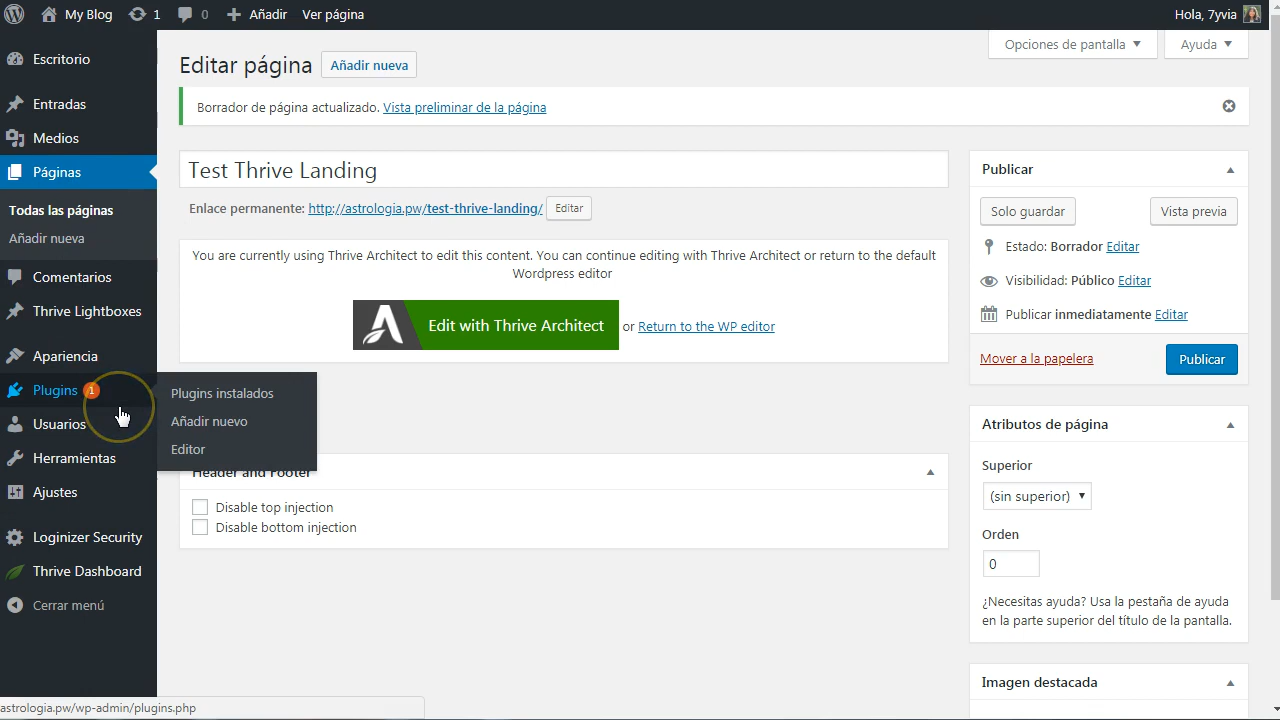 My Blog 1 0 Añadir Ver página Hola, 7yvia
Escritorio
Entradas
Medios
Páginas
Todas las páginas
Añadir nueva
Comentarios
Thrive Lightboxes
Apariencia
Plugins 1
Usuarios
Herramientas
Ajustes
Loginizer Security
Thrive Dashboard
Cerrar menú
Plugins instalados
Añadir nuevo
Editor
Opciones de pantalla Ayuda
Editar página Añadir nueva
Borrador de página actualizado. Vista preliminar de la página
Test Thrive Landing
Enlace permanente: http://astrologia.pw/test-thrive-landing/ Editar
You are currently using Thrive Architect to edit this content. You can continue editing with Thrive Architect or return to the default
Wordpress editor
Edit with Thrive Architect or Return to the WP editor
Header and Footer
Disable top injection
Disable bottom injection
Publicar
Solo guardar Vista previa
Estado: Borrador Editar
Visibilidad: Público Editar
Publicar inmediatamente Editar
Mover a la papelera Publicar
Atributos de página
Superior
(sin superior)
Orden
0
¿Necesitas ayuda? Usa la pestaña de ayuda
en la parte superior del título de la pantalla.
Imagen destacada
astrologia.pw/wp-admin/plugins.php